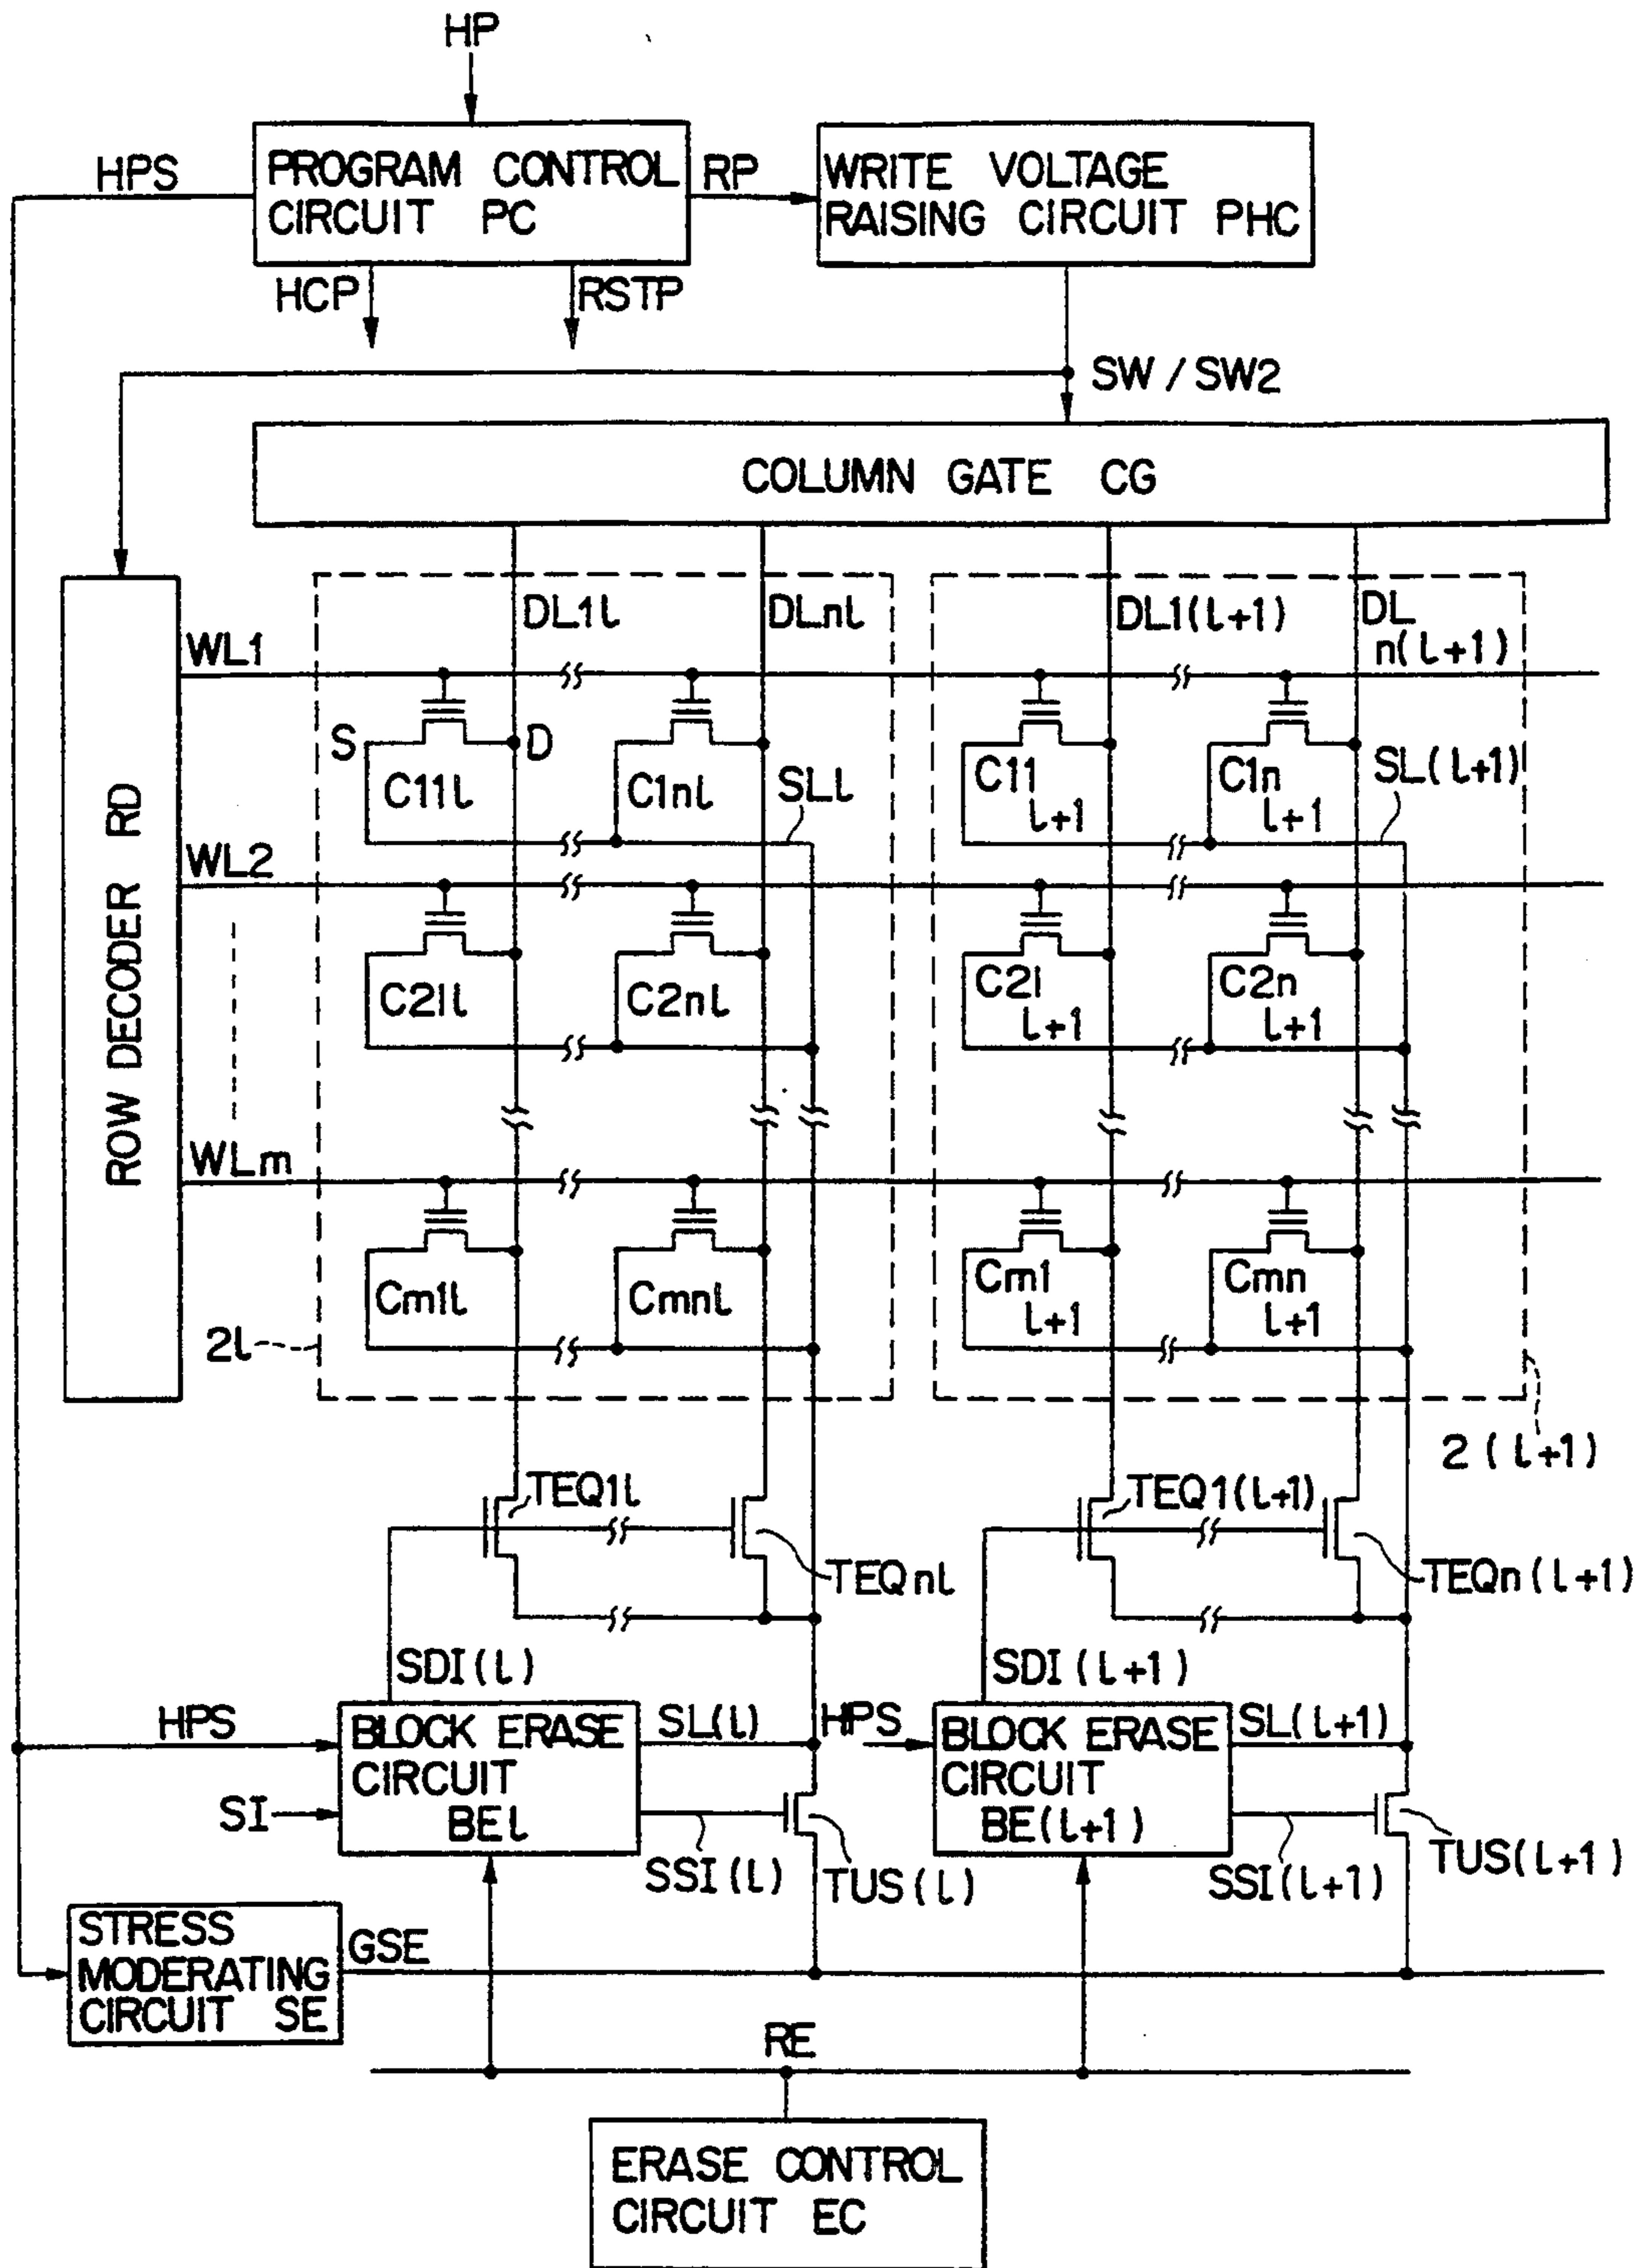 HP
HPS
PROGRAM CONTROL
CIRCUIT PC
RP
WRITE VOLTAGE
RAISING CIRCUIT PHC
HCP
RSTP
SW / SW2
COLUMN GATE CG
ROW DECODER RD
DL1l
DLnl
DL1(l+1)
DL
n(l+1)
WL1
S
D
C11l
C1nl
SLl
C11
l+1
C1n
l+1
SL(l+1)
WL2
C21l
C2nl
C21
l+1
C2n
l+1
WLm
Cm1l
Cmnl
Cm1
l+1
Cmn
l+1
2l
2(l+1)
TEQ1l
TEQnl
TEQ1(l+1)
TEQn(l+1)
SDI(l)
SDI(l+1)
HPS
BLOCK ERASE
CIRCUIT
BEl
SL(l)
HPS
BLOCK ERASE
CIRCUIT
BE(l+1)
SL(l+1)
SI
SSI(l)
TUS(l)
SSI(l+1)
TUS(l+1)
STRESS
MODERATING
CIRCUIT SE
GSE
RE
ERASE CONTROL
CIRCUIT EC